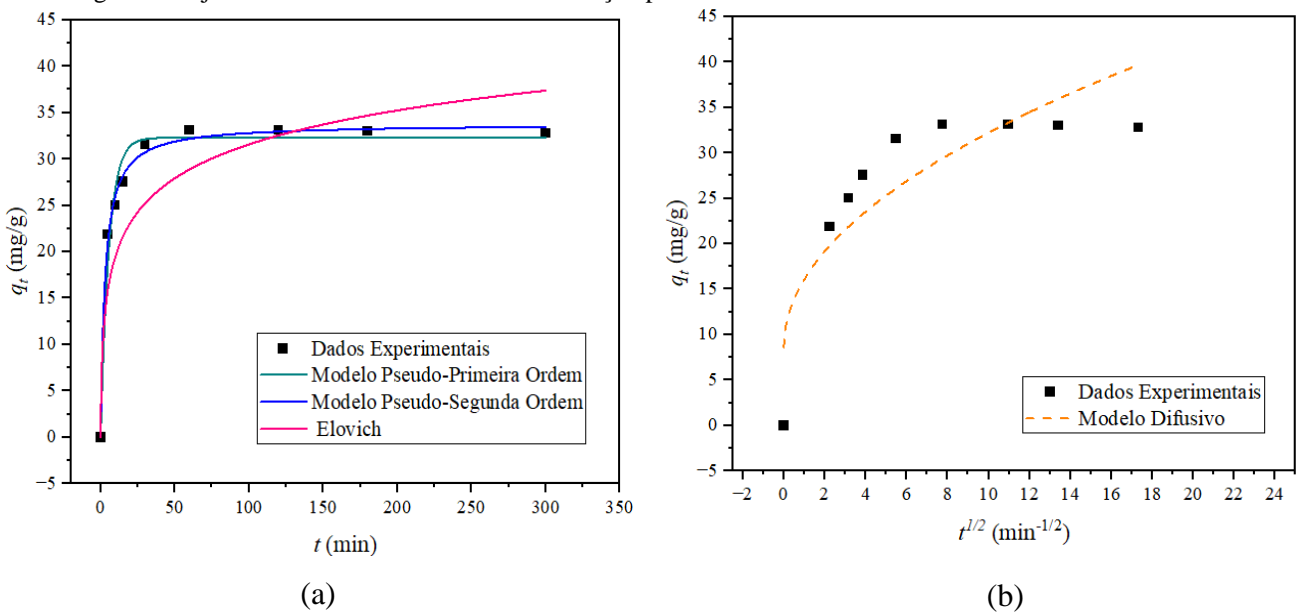 45
40
35
30
25
20
15
10
5
0
−5
q_t (mg/g)
Dados Experimentais
Modelo Pseudo-Primeira Ordem
Modelo Pseudo-Segunda Ordem
Elovich
0 50 100 150 200 250 300 350
t (min)
(a)
45
40
35
30
25
20
15
10
5
0
−5
q_t (mg/g)
Dados Experimentais
Modelo Difusivo
−2 0 2 4 6 8 10 12 14 16 18 20 22 24
t^{1/2} (min^{-1/2})
(b)